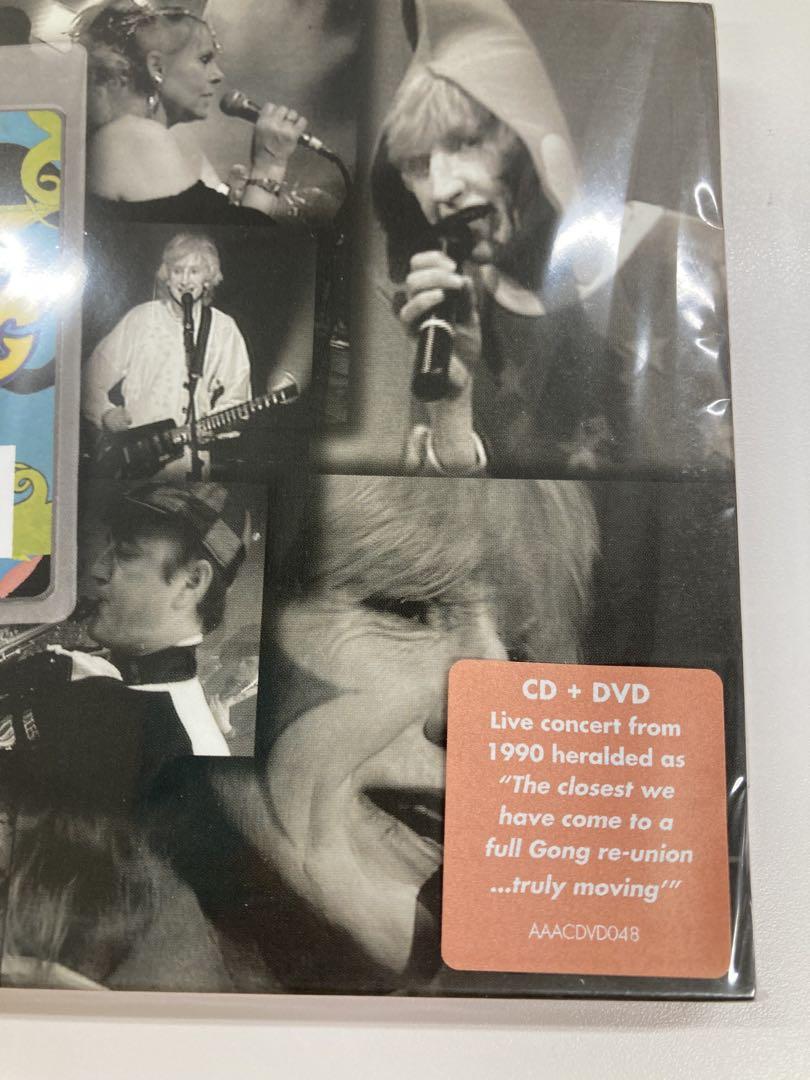 CD + DVD
Live concert from
1990 heralded as
“The closest we
have come to a
full Gong re-union
...truly moving’”
AAACDVD048